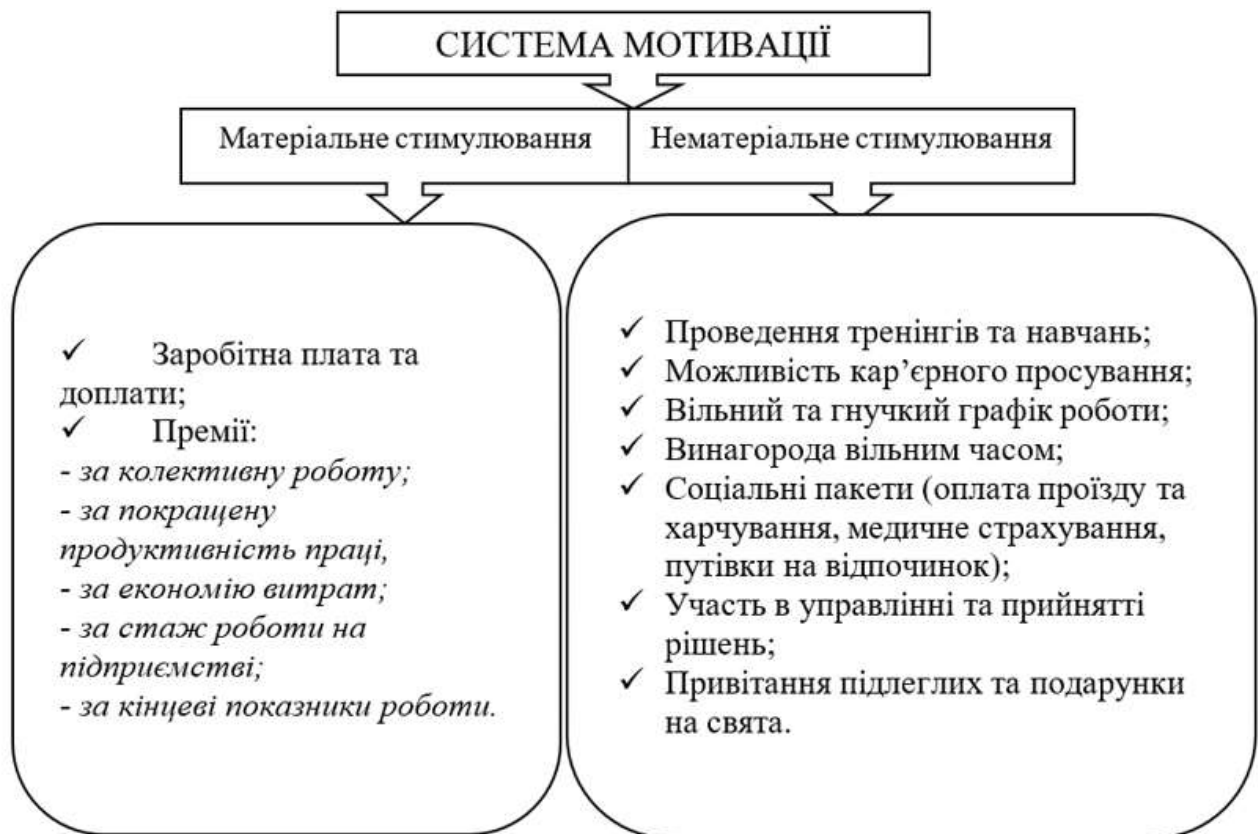 СИСТЕМА МОТИВАЦІЇ
Матеріальне стимулювання
Нематеріальне стимулювання
✓ Заробітна плата та
доплати;
✓ Премії:
- за колективну роботу;
- за покращену
продуктивність праці,
- за економію витрат;
- за стаж роботи на
підприємстві;
- за кінцеві показники роботи.
✓ Проведення тренінгів та навчань;
✓ Можливість кар’єрного просування;
✓ Вільний та гнучкий графік роботи;
✓ Винагорода вільним часом;
✓ Соціальні пакети (оплата проїзду та
харчування, медичне страхування,
путівки на відпочинок);
✓ Участь в управлінні та прийнятті
рішень;
✓ Привітання підлеглих та подарунки
на свята.